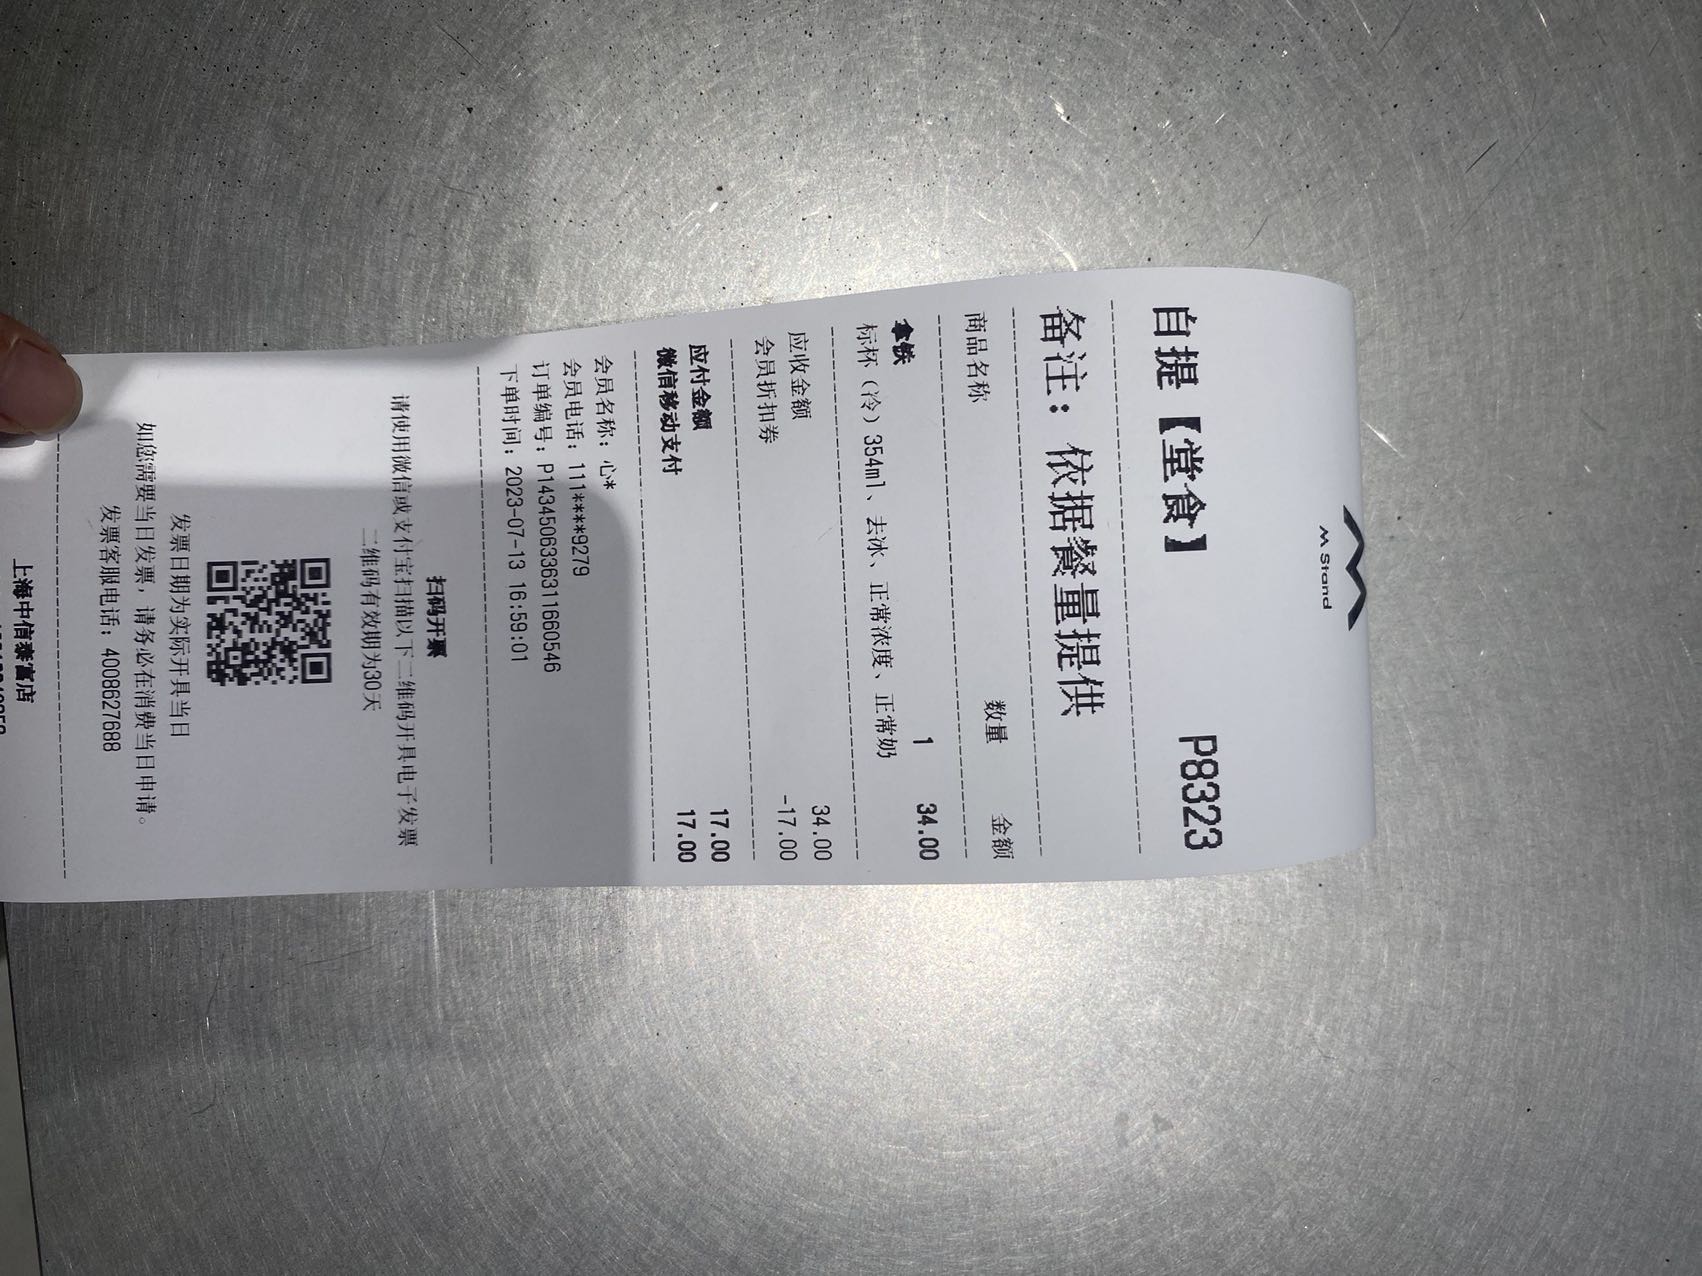 M Stand
自提【堂食】 P8323
备注：依据餐量提供
商品名称 数量 金额
拿铁 1 34.00
标杯（冷）354ml、去冰、正常浓度、正常奶
应收金额 34.00
会员折扣券 -17.00
应付金额 17.00
微信移动支付 17.00
会员名称：心*
会员电话：111****9279
订单编号：P1434506336311660546
下单时间：2023-07-13 16:59:01
扫码开票
请使用微信或支付宝扫描以下二维码开具电子发票
二维码有效期为30天
发票日期为实际开具当日
如您需要当日发票，请务必在消费当日申请。
发票客服电话：4008627688
上海中信泰富店